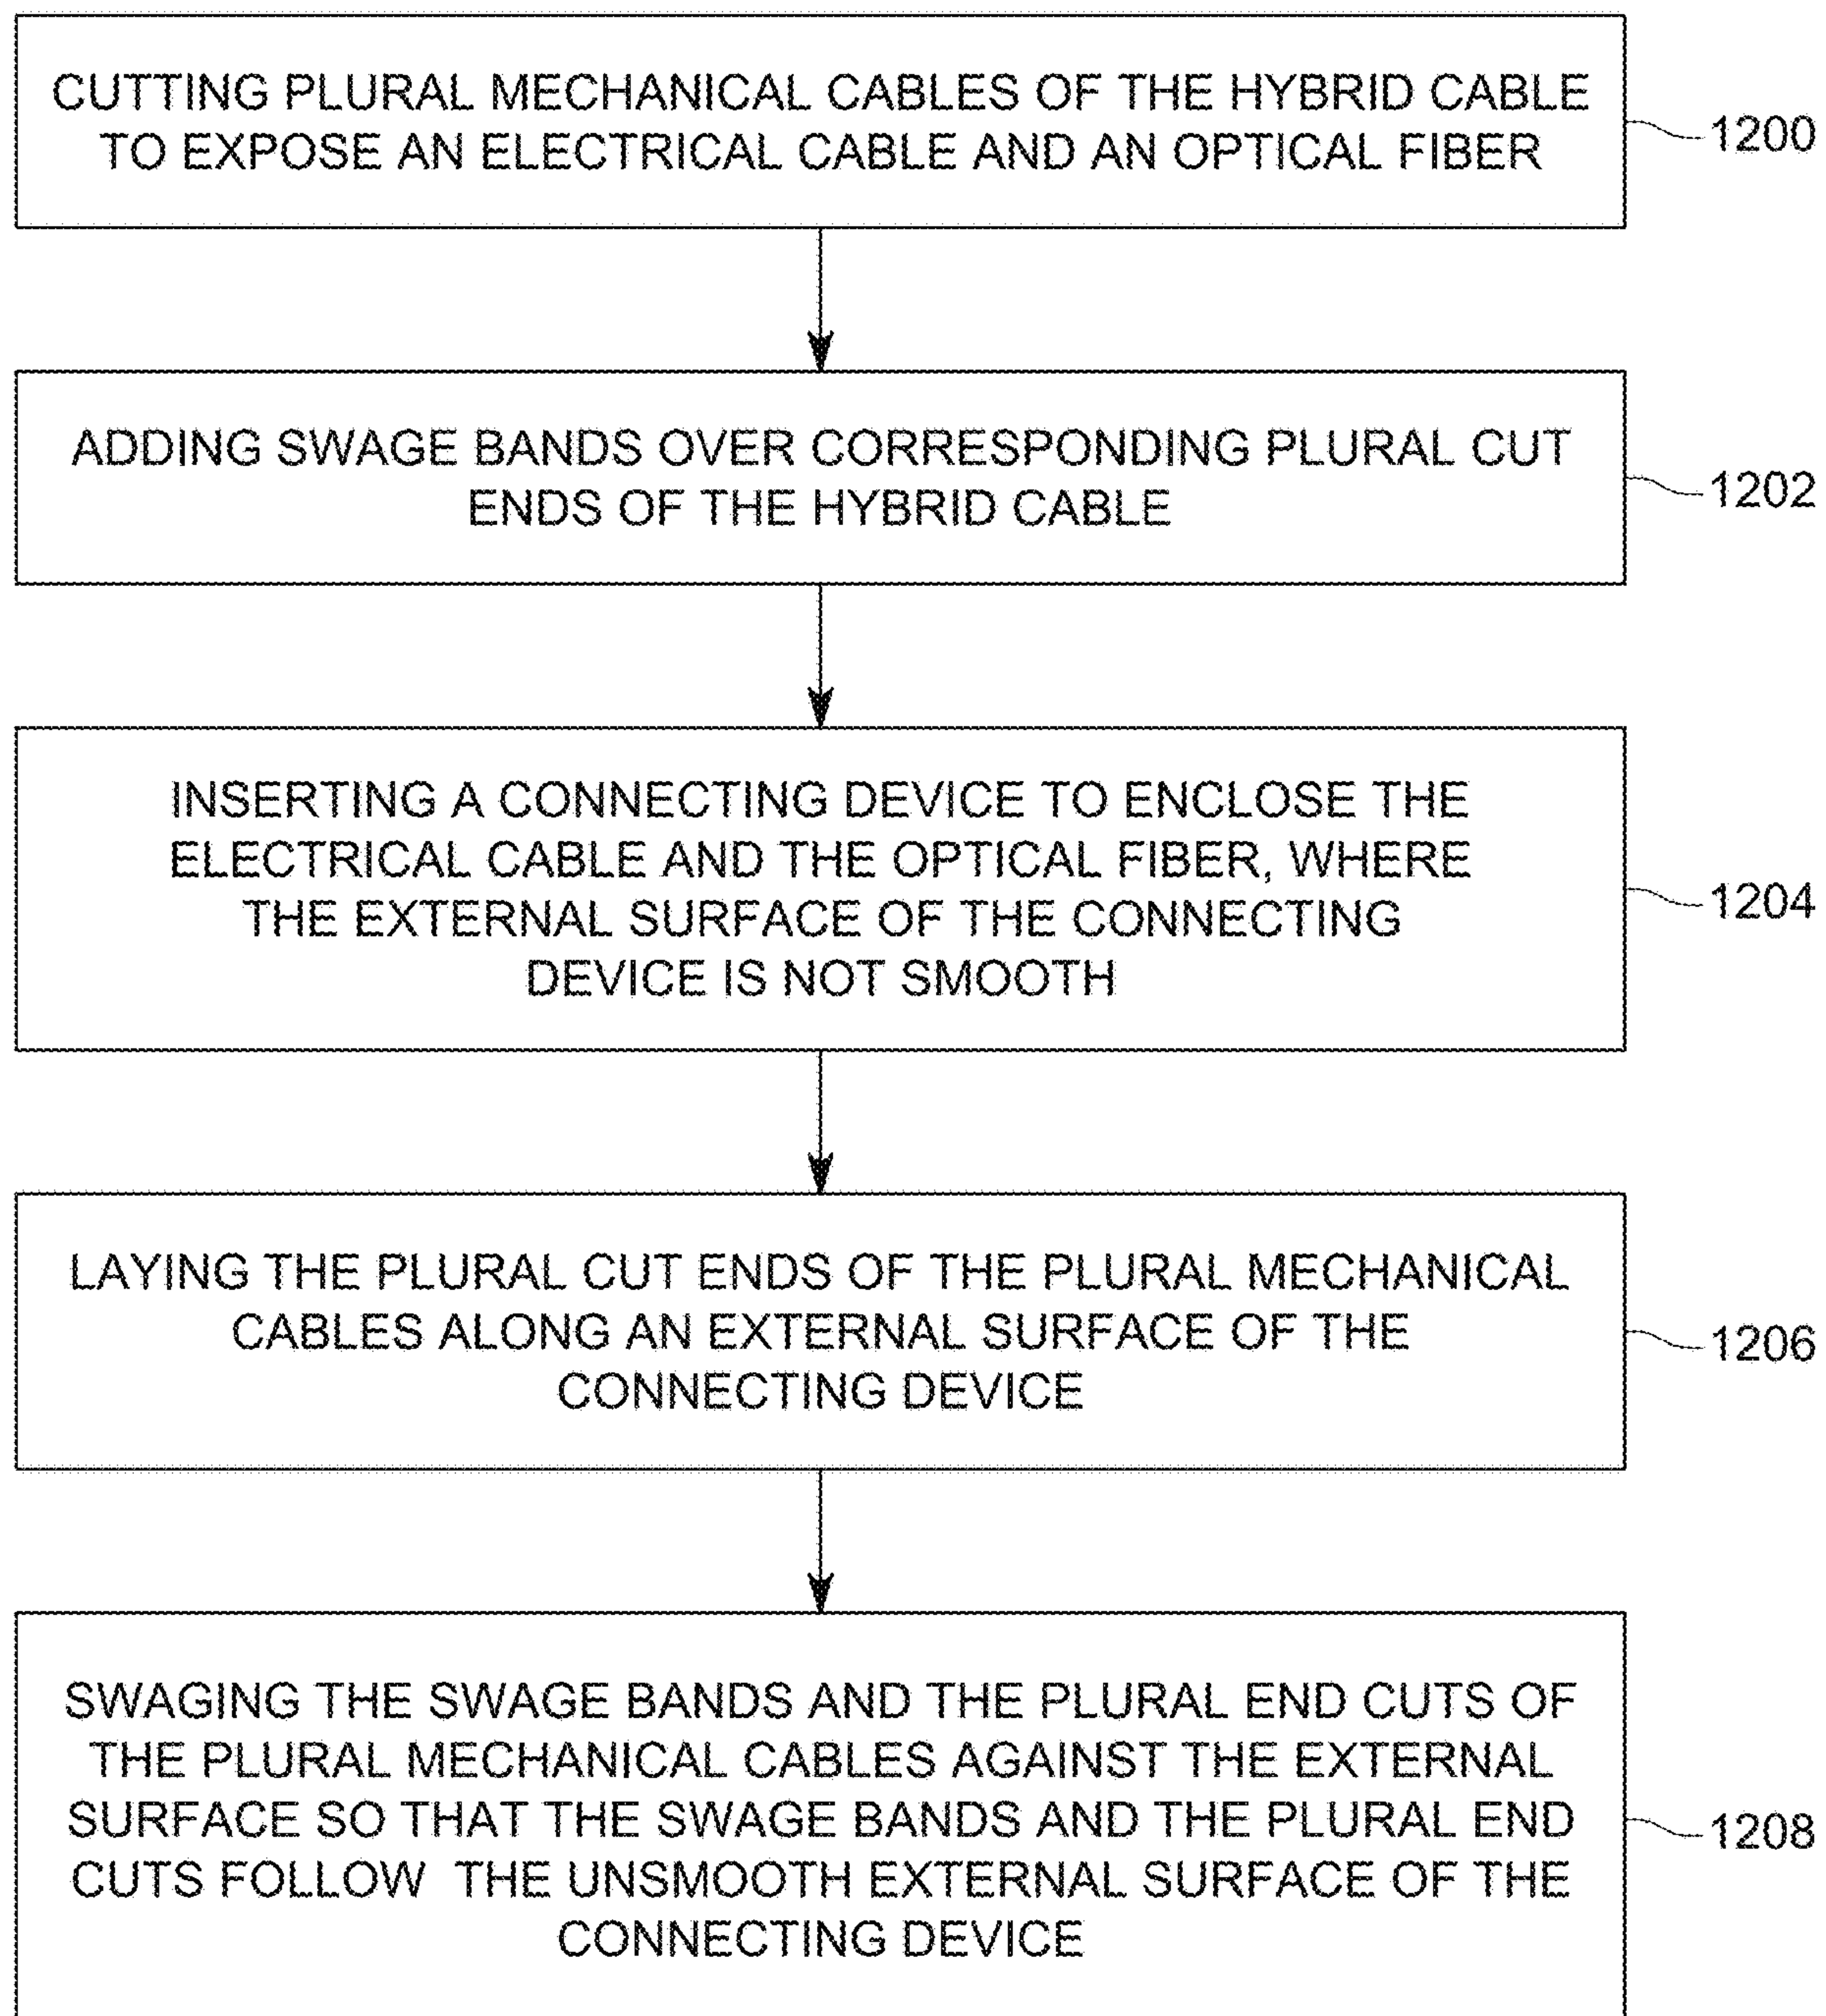 CUTTING PLURAL MECHANICAL CABLES OF THE HYBRID CABLE
TO EXPOSE AN ELECTRICAL CABLE AND AN OPTICAL FIBER
1200
ADDING SWAGE BANDS OVER CORRESPONDING PLURAL CUT
ENDS OF THE HYBRID CABLE
1202
INSERTING A CONNECTING DEVICE TO ENCLOSE THE
ELECTRICAL CABLE AND THE OPTICAL FIBER, WHERE
THE EXTERNAL SURFACE OF THE CONNECTING
DEVICE IS NOT SMOOTH
1204
LAYING THE PLURAL CUT ENDS OF THE PLURAL MECHANICAL
CABLES ALONG AN EXTERNAL SURFACE OF THE
CONNECTING DEVICE
1206
SWAGING THE SWAGE BANDS AND THE PLURAL END CUTS OF
THE PLURAL MECHANICAL CABLES AGAINST THE EXTERNAL
SURFACE SO THAT THE SWAGE BANDS AND THE PLURAL END
CUTS FOLLOW THE UNSMOOTH EXTERNAL SURFACE OF THE
CONNECTING DEVICE
1208